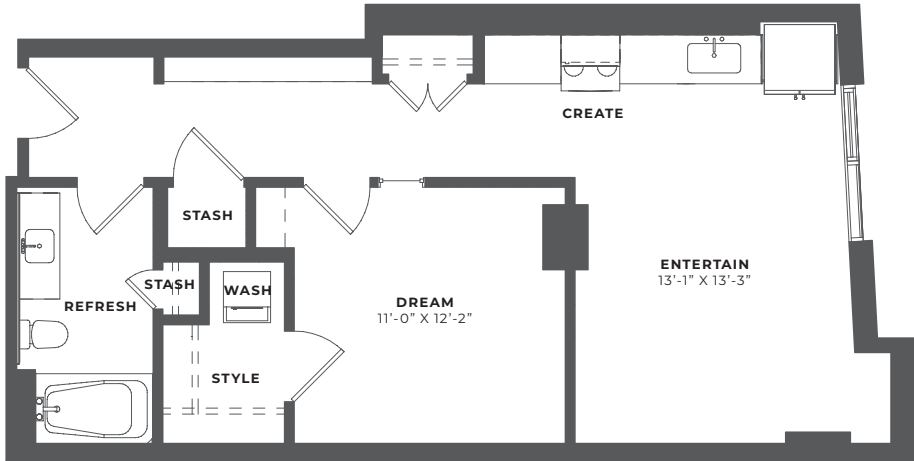 CREATE
STASH
ENTERTAIN
13'-1" X 13'-3"
STASH
WASH
REFRESH
DREAM
11'-0" X 12'-2"
STYLE